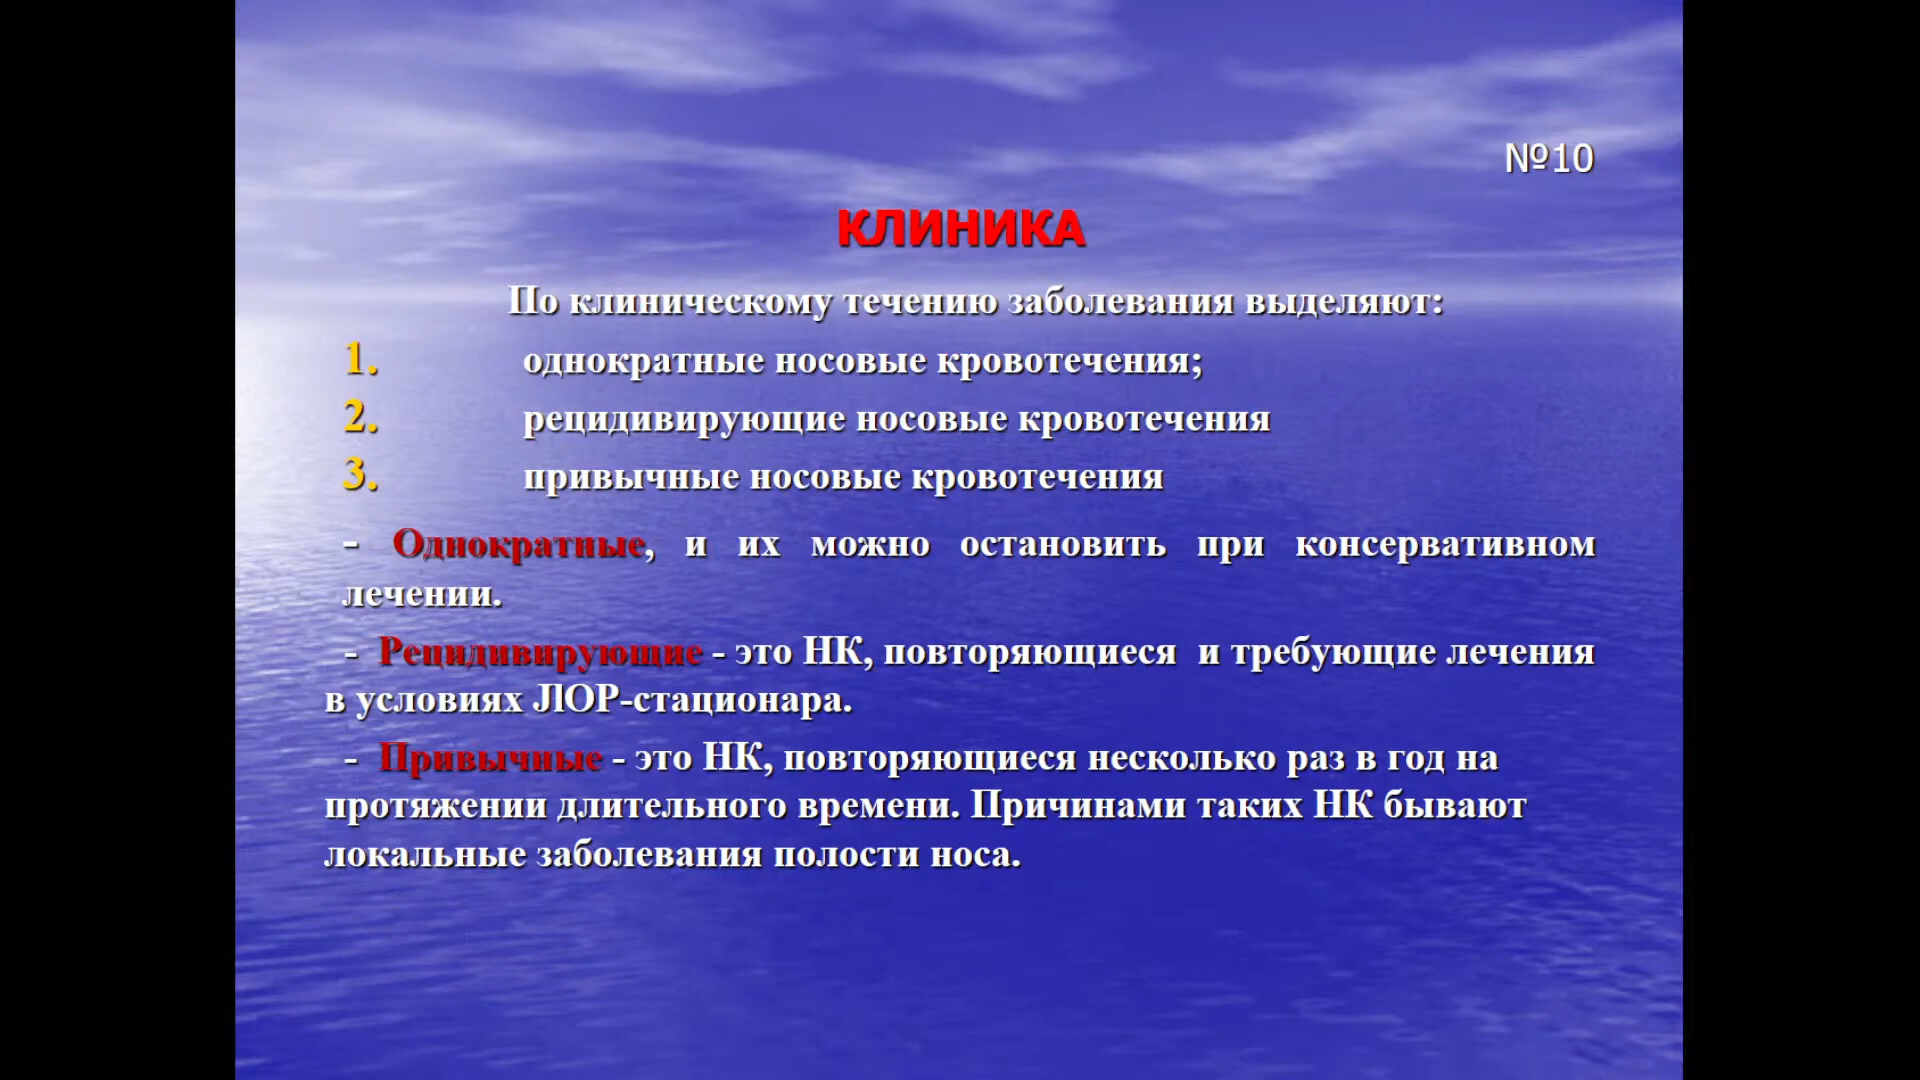 №10
КЛИНИКА
По клиническому течению заболевания выделяют:
1. однократные носовые кровотечения;
2. рецидивирующие носовые кровотечения
3. привычные носовые кровотечения
- Однократные, и их можно остановить при консервативном
лечении.
- Рецидивирующие - это НК, повторяющиеся и требующие лечения
в условиях ЛОР-стационара.
- Привычные - это НК, повторяющиеся несколько раз в год на
протяжении длительного времени. Причинами таких НК бывают
локальные заболевания полости носа.